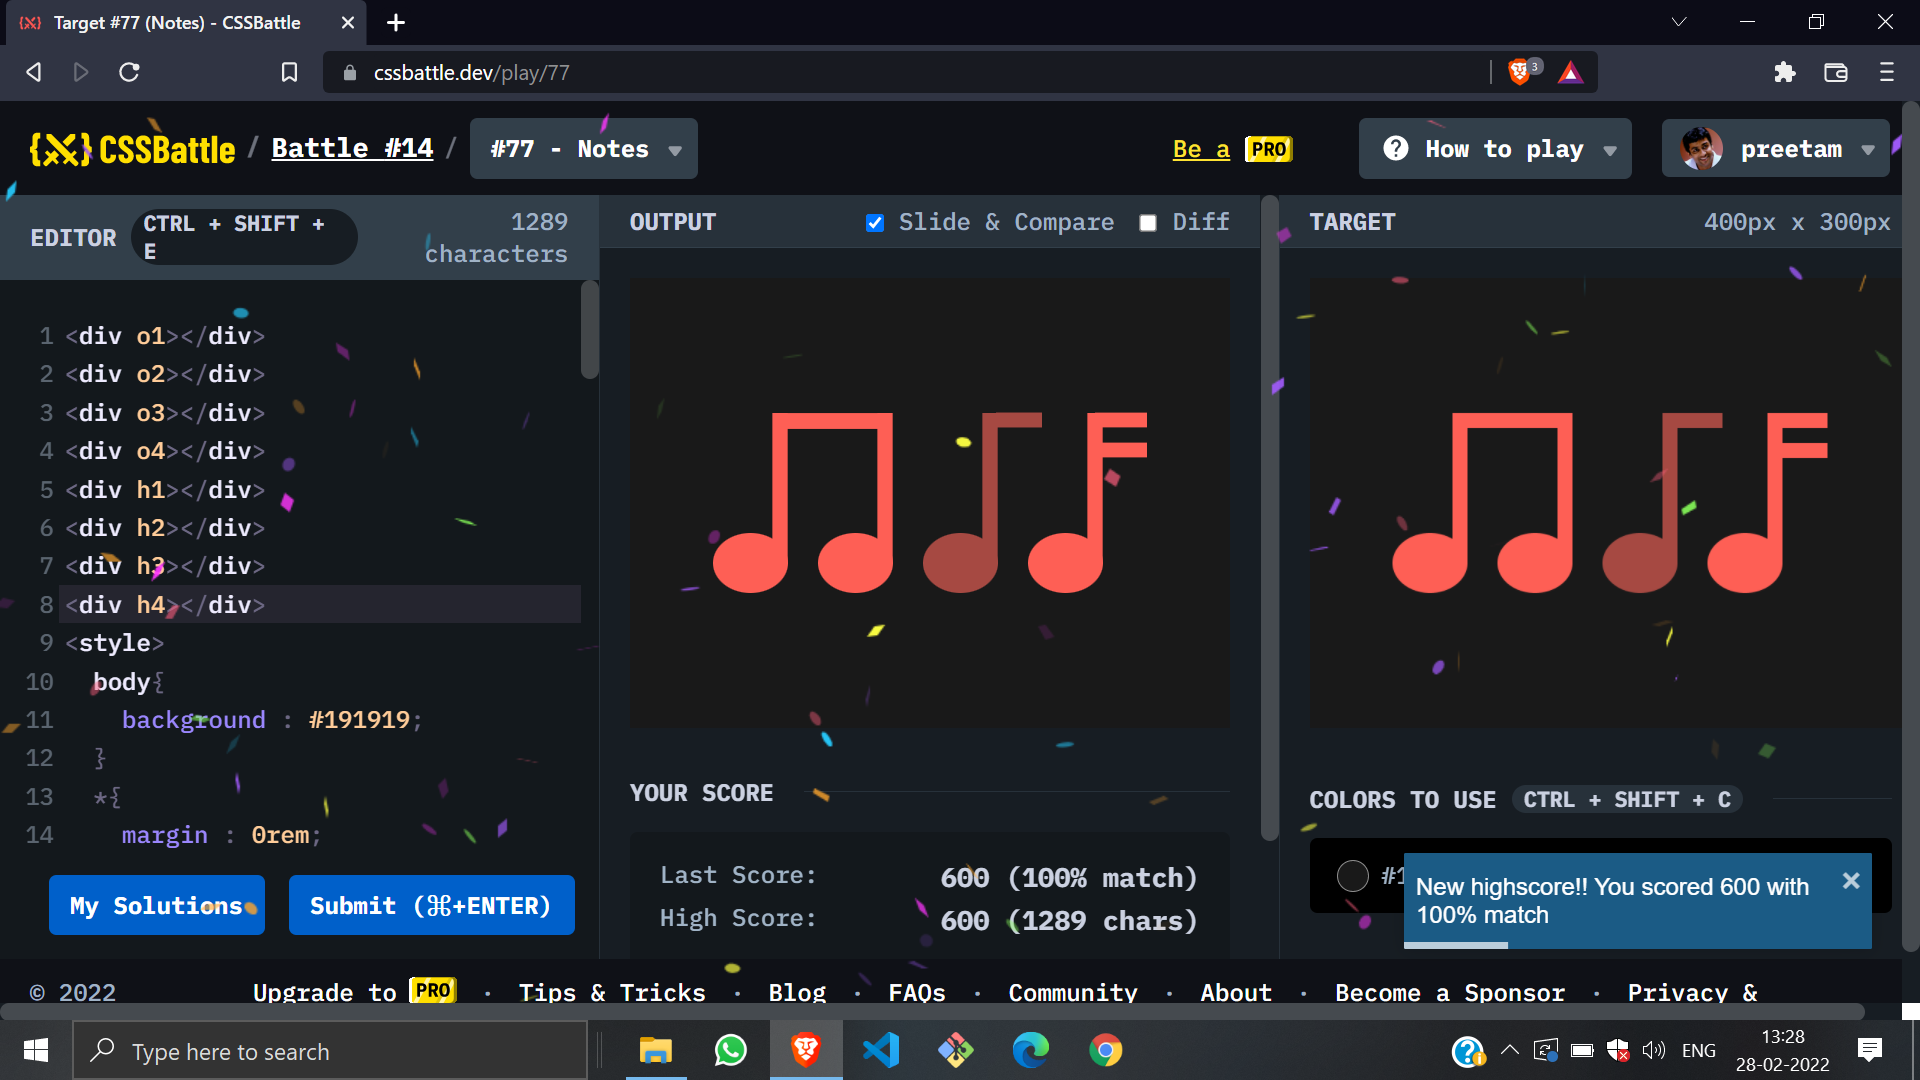 Target #77 (Notes) - CSSBattle
cssbattle.dev/play/77
3
{X} CSSBattle / Battle #14 / #77 - Notes
Be a PRO
How to play
preetam
EDITOR CTRL + SHIFT + E
1289 characters
1 <div o1></div>
2 <div o2></div>
3 <div o3></div>
4 <div o4></div>
5 <div h1></div>
6 <div h2></div>
7 <div h3></div>
8 <div h4></div>
9 <style>
10 body{
11 background : #191919;
12 }
13 *{
14 margin : 0rem;
My Solutions
Submit (⌘+ENTER)
OUTPUT
Slide & Compare
Diff
YOUR SCORE
Last Score: 600 (100% match)
High Score: 600 (1289 chars)
TARGET
400px x 300px
COLORS TO USE CTRL + SHIFT + C
#1
New highscore!! You scored 600 with
100% match
© 2022
Upgrade to PRO · Tips & Tricks · Blog · FAQs · Community · About · Become a Sponsor · Privacy &
Type here to search
ENG
13:28
28-02-2022